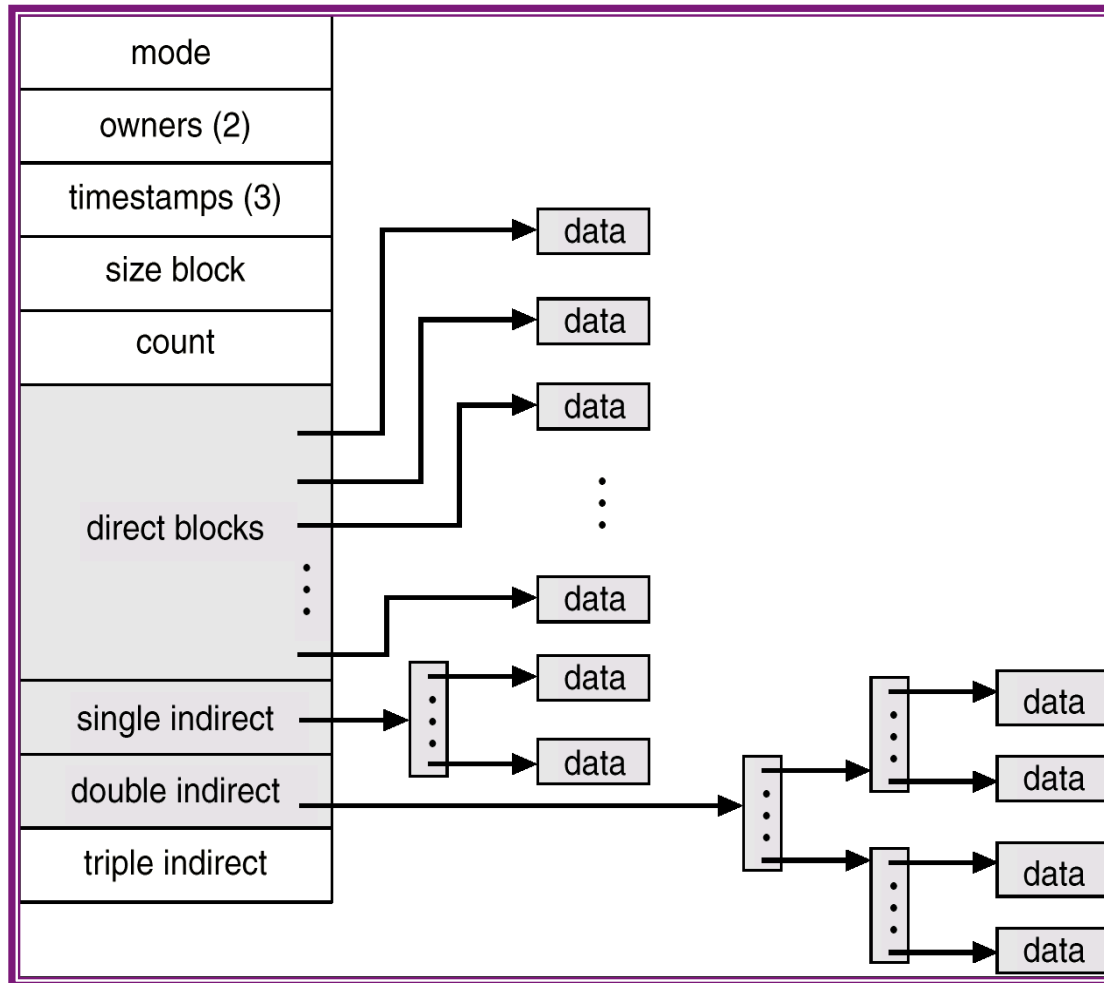 mode
owners (2)
timestamps (3)
size block
count
direct blocks
single indirect
double indirect
triple indirect
data
data
data
data
data
data
data
data
data
data